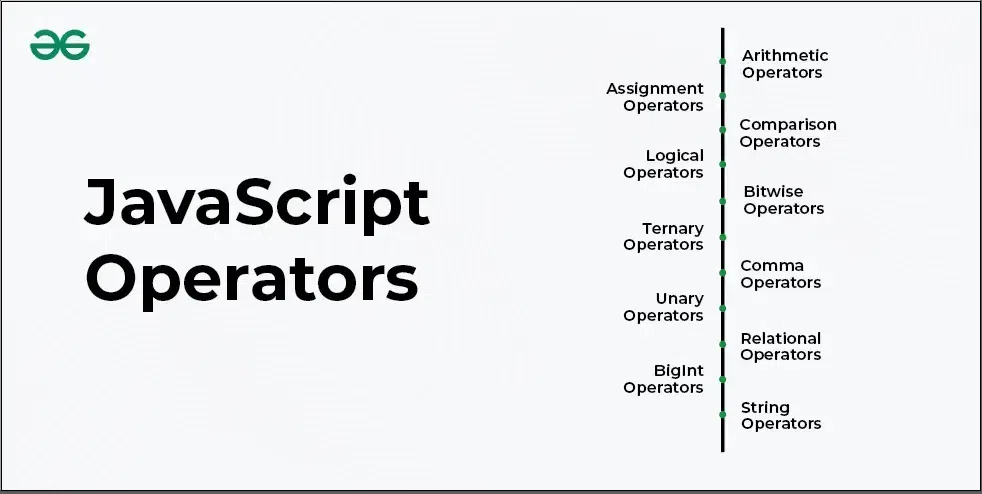 JavaScript
Operators
Arithmetic
Operators
Assignment
Operators
Comparison
Operators
Logical
Operators
Bitwise
Operators
Ternary
Operators
Comma
Operators
Unary
Operators
Relational
Operators
BigInt
Operators
String
Operators